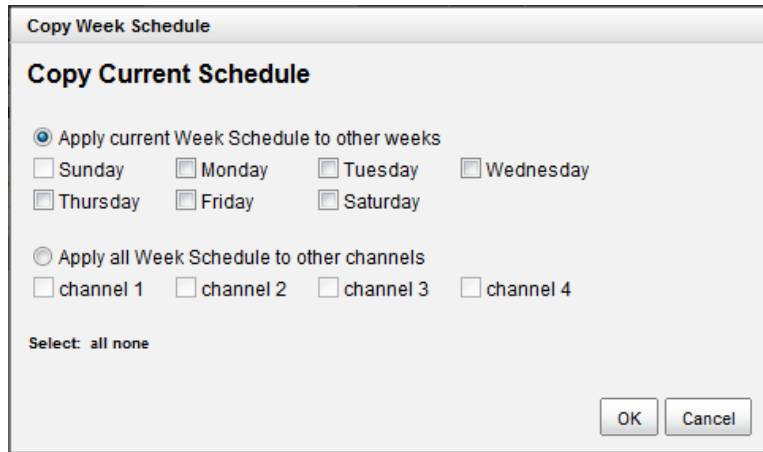 Copy Week Schedule
Copy Current Schedule
Apply current Week Schedule to other weeks
Sunday Monday Tuesday Wednesday
Thursday Friday Saturday
Apply all Week Schedule to other channels
channel 1 channel 2 channel 3 channel 4
Select: all none
OK Cancel